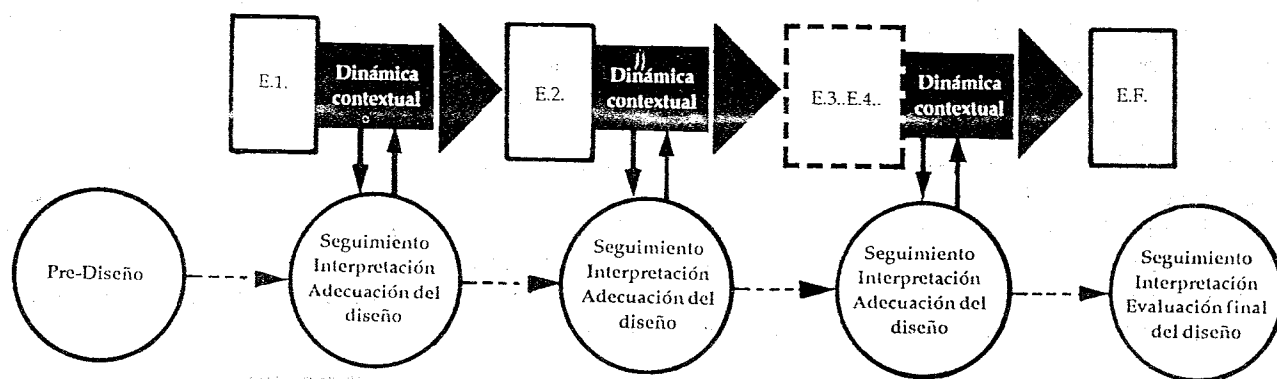 E.1.
Dinámica
contextual
E.2.
Dinámica
contextual
E.3..E.4..
Dinámica
contextual
E.F.
Pre-Diseño
Seguimiento
Interpretación
Adecuación del
diseño
Seguimiento
Interpretación
Adecuación del
diseño
Seguimiento
Interpretación
Adecuación del
diseño
Seguimiento
Interpretación
Evaluación final
del diseño